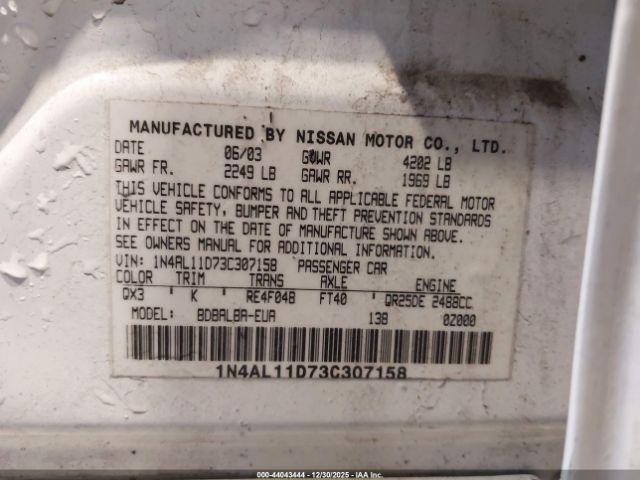 MANUFACTURED BY NISSAN MOTOR CO., LTD.
DATE 06/03 GVWR 4202 LB
GAWR FR. 2249 LB GAWR RR. 1969 LB
THIS VEHICLE CONFORMS TO ALL APPLICABLE FEDERAL MOTOR
VEHICLE SAFETY, BUMPER AND THEFT PREVENTION STANDARDS
IN EFFECT ON THE DATE OF MANUFACTURE SHOWN ABOVE.
SEE OWNERS MANUAL FOR ADDITIONAL INFORMATION.
VIN: 1N4AL11D73C307158 PASSENGER CAR
COLOR TRIM TRANS AXLE ENGINE
QX3 K RE4F04B FT40 QR25DE 2488CC
MODEL: BDBALBA-EUA 138 0Z000
1N4AL11D73C307158
000-44043444 - 12/30/2025 - IAA Inc.